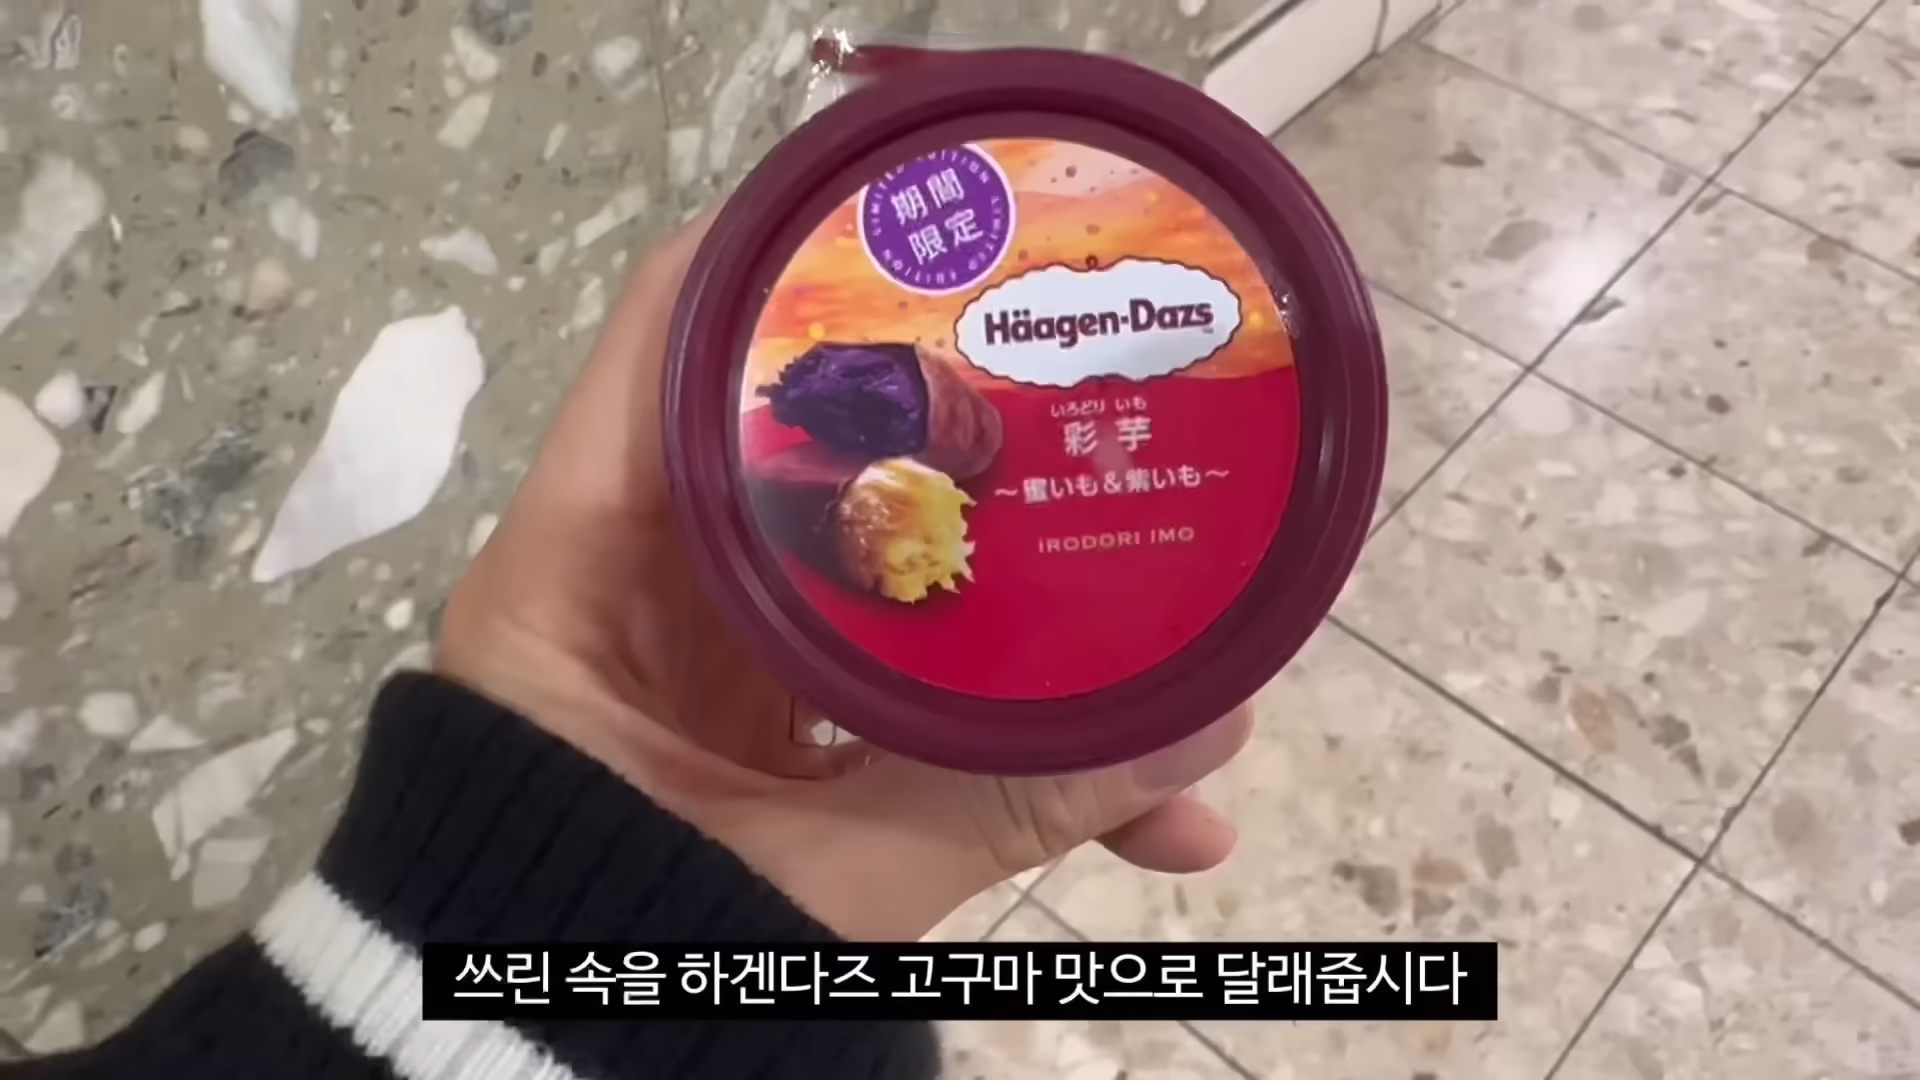 期間
限定
LIMITED EDITION LIMITED EDITION
Häagen-Dazs
いろどり いも
彩 芋
～蜜いも&紫いも～
IRODORI IMO
쓰린 속을 하겐다즈 고구마 맛으로 달래줍시다